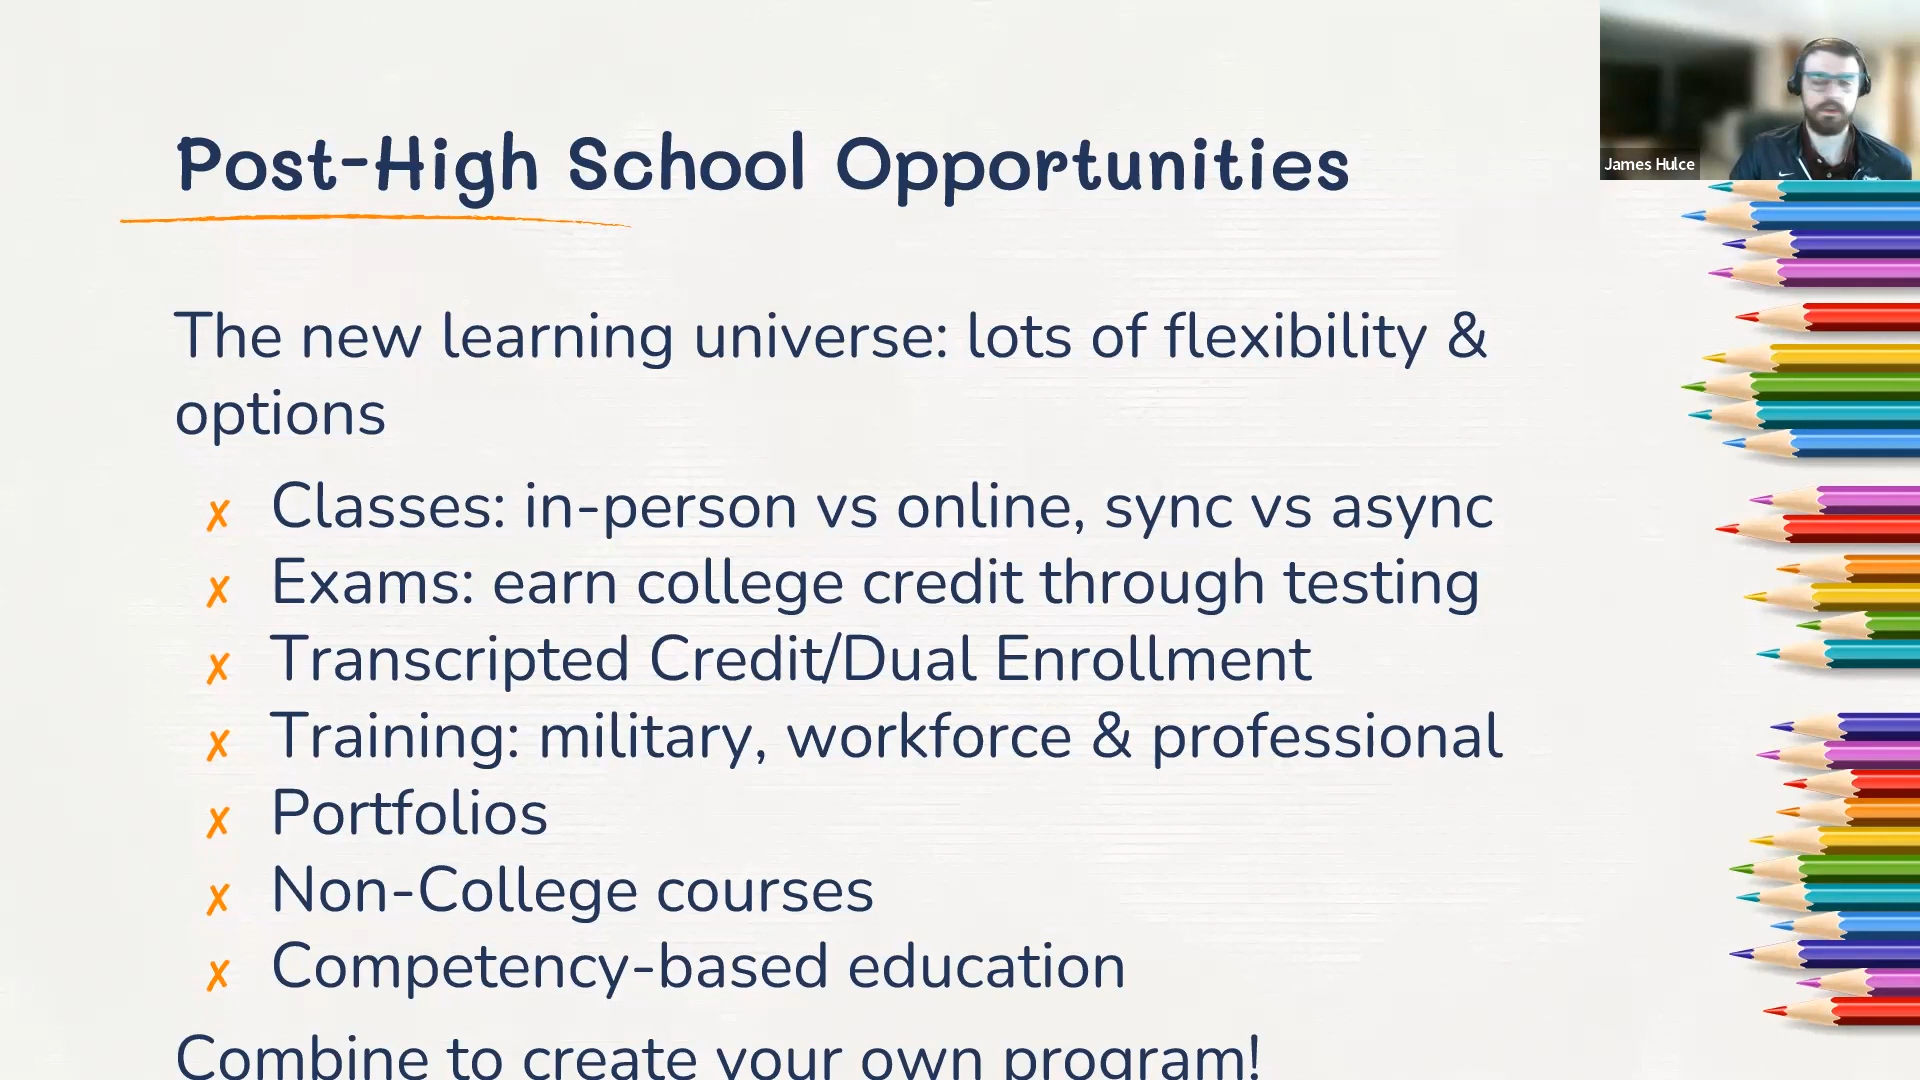 James Hulce
Post-High School Opportunities
The new learning universe: lots of flexibility &
options
✗ Classes: in-person vs online, sync vs async
✗ Exams: earn college credit through testing
✗ Transcripted Credit/Dual Enrollment
✗ Training: military, workforce & professional
✗ Portfolios
✗ Non-College courses
✗ Competency-based education
Combine to create your own program!